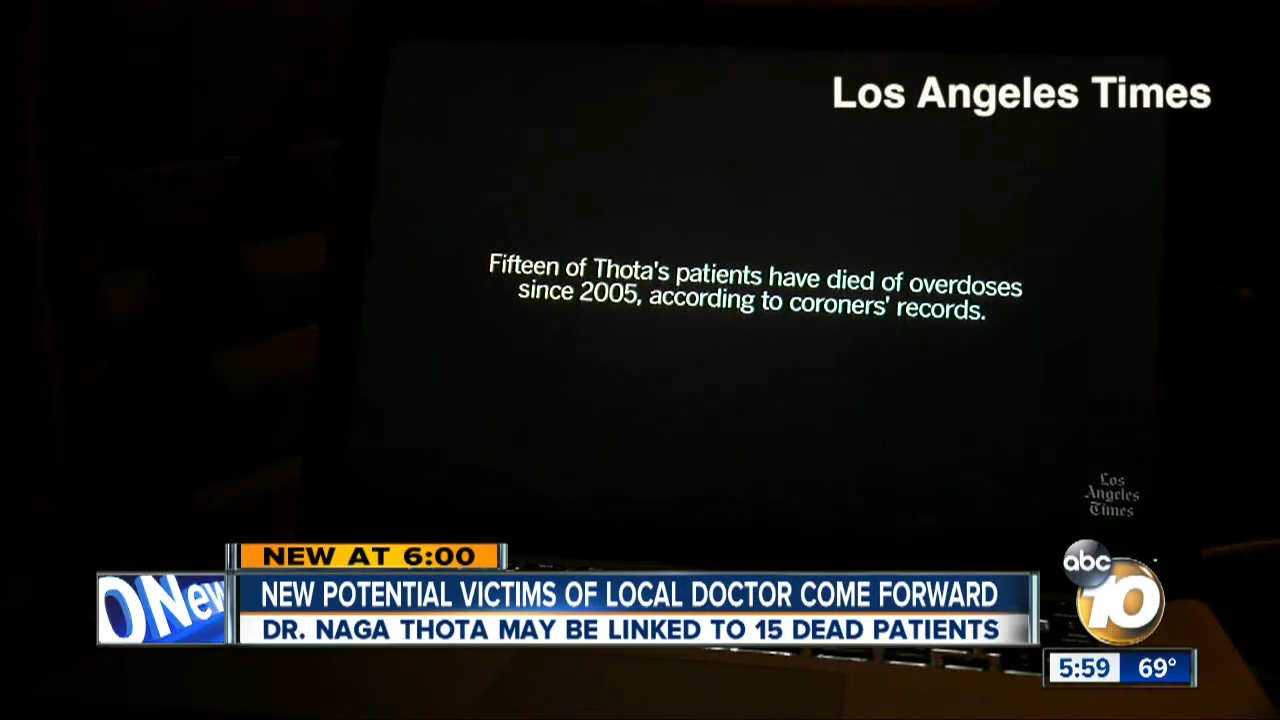 Los Angeles Times
Fifteen of Thota's patients have died of overdoses
since 2005, according to coroners' records.
Los
Angeles
Times
NEW AT 6:00
10News
NEW POTENTIAL VICTIMS OF LOCAL DOCTOR COME FORWARD
DR. NAGA THOTA MAY BE LINKED TO 15 DEAD PATIENTS
abc
10
5:59 69°